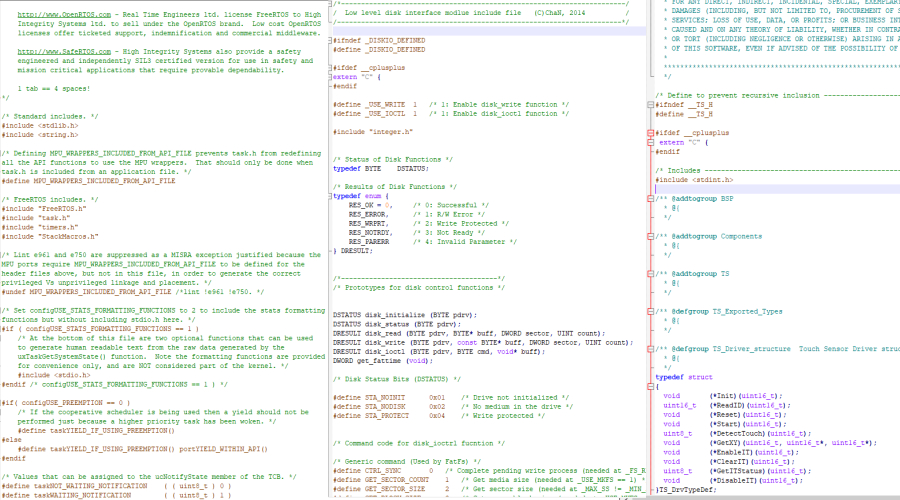 http://www.OpenRTOS.com - Real Time Engineers ltd. license FreeRTOS to High
Integrity Systems ltd. to sell under the OpenRTOS brand.  Low cost OpenRTOS
licenses offer ticketed support, indemnification and commercial middleware.
http://www.SafeRTOS.com - High Integrity Systems also provide a safety
engineered and independently SIL3 certified version for use in safety and
mission critical applications that require provable dependability.
1 tab == 4 spaces!
*/
/* Standard includes. */
#include <stdlib.h>
#include <string.h>
/* Defining MPU_WRAPPERS_INCLUDED_FROM_API_FILE prevents task.h from redefining
all the API functions to use the MPU wrappers.  That should only be done when
task.h is included from an application file. */
#define MPU_WRAPPERS_INCLUDED_FROM_API_FILE
/* FreeRTOS includes. */
#include "FreeRTOS.h"
#include "task.h"
#include "timers.h"
#include "StackMacros.h"
/* Lint e961 and e750 are suppressed as a MISRA exception justified because the
MPU ports require MPU_WRAPPERS_INCLUDED_FROM_API_FILE to be defined for the
header files above, but not in this file, in order to generate the correct
privileged Vs unprivileged linkage and placement. */
#undef MPU_WRAPPERS_INCLUDED_FROM_API_FILE /*lint !e961 !e750. */
/* Set configUSE_STATS_FORMATTING_FUNCTIONS to 2 to include the stats formatting
functions but without including stdio.h here. */
#if ( configUSE_STATS_FORMATTING_FUNCTIONS == 1 )
/* At the bottom of this file are two optional functions that can be used
to generate human readable text from the raw data generated by the
uxTaskGetSystemState() function.  Note the formatting functions are provided
for convenience only, and are NOT considered part of the kernel. */
#include <stdio.h>
#endif /* configUSE_STATS_FORMATTING_FUNCTIONS == 1 ) */
#if( configUSE_PREEMPTION == 0 )
/* If the cooperative scheduler is being used then a yield should not be
performed just because a higher priority task has been woken. */
#define taskYIELD_IF_USING_PREEMPTION()
#else
#define taskYIELD_IF_USING_PREEMPTION() portYIELD_WITHIN_API()
#endif
/* Values that can be assigned to the ucNotifyState member of the TCB. */
#define taskNOT_WAITING_NOTIFICATION   ( ( uint8_t ) 0 )
#define taskWAITING_NOTIFICATION       ( ( uint8_t ) 1 )
/*-----------------------------------------------------------------------/
/  Low level disk interface modlue include file   (C)ChaN, 2014          /
/-----------------------------------------------------------------------*/
#ifndef _DISKIO_DEFINED
#define _DISKIO_DEFINED
#ifdef __cplusplus
extern "C" {
#endif
#define _USE_WRITE  1   /* 1: Enable disk_write function */
#define _USE_IOCTL  1   /* 1: Enable disk_ioctl function */
#include "integer.h"
/* Status of Disk Functions */
typedef BYTE    DSTATUS;
/* Results of Disk Functions */
typedef enum {
RES_OK = 0,     /* 0: Successful */
RES_ERROR,      /* 1: R/W Error */
RES_WRPRT,      /* 2: Write Protected */
RES_NOTRDY,     /* 3: Not Ready */
RES_PARERR      /* 4: Invalid Parameter */
} DRESULT;
/*---------------------------------------*/
/* Prototypes for disk control functions */
DSTATUS disk_initialize (BYTE pdrv);
DSTATUS disk_status (BYTE pdrv);
DRESULT disk_read (BYTE pdrv, BYTE* buff, DWORD sector, UINT count);
DRESULT disk_write (BYTE pdrv, const BYTE* buff, DWORD sector, UINT count);
DRESULT disk_ioctl (BYTE pdrv, BYTE cmd, void* buff);
DWORD get_fattime (void);
/* Disk Status Bits (DSTATUS) */
#define STA_NOINIT      0x01    /* Drive not initialized */
#define STA_NODISK      0x02    /* No medium in the drive */
#define STA_PROTECT     0x04    /* Write protected */
/* Command code for disk_ioctrl fucntion */
/* Generic command (Used by FatFs) */
#define CTRL_SYNC       0   /* Complete pending write process (needed at _FS_R
#define GET_SECTOR_COUNT   1   /* Get media size (needed at _USE_MKFS == 1) */
#define GET_SECTOR_SIZE    2   /* Get sector size (needed at _MAX_SS != _MIN_
* FOR ANY DIRECT, INDIRECT, INCIDENTAL, SPECIAL, EXEMPLAR
* DAMAGES (INCLUDING, BUT NOT LIMITED TO, PROCUREMENT OF S
* SERVICES; LOSS OF USE, DATA, OR PROFITS; OR BUSINESS INT
* CAUSED AND ON ANY THEORY OF LIABILITY, WHETHER IN CONTRA
* OR TORT (INCLUDING NEGLIGENCE OR OTHERWISE) ARISING IN A
* OF THIS SOFTWARE, EVEN IF ADVISED OF THE POSSIBILITY OF
*
*********************************************************
*/
/* Define to prevent recursive inclusion --------------------
#ifndef __TS_H
#define __TS_H
#ifdef __cplusplus
extern "C" {
#endif
/* Includes ------------------------------------------
#include <stdint.h>
/** @addtogroup BSP
* @{
*/
/** @addtogroup Components
* @{
*/
/** @addtogroup TS
* @{
*/
/** @defgroup TS_Exported_Types
* @{
*/
/** @defgroup TS_Driver_structure  Touch Sensor Driver struc
* @{
*/
typedef struct
{
void       (*Init)(uint16_t);
uint16_t   (*ReadID)(uint16_t);
void       (*Reset)(uint16_t);
void       (*Start)(uint16_t);
uint8_t    (*DetectTouch)(uint16_t);
void       (*GetXY)(uint16_t, uint16_t*, uint16_t*);
void       (*EnableIT)(uint16_t);
void       (*ClearIT)(uint16_t);
uint8_t    (*GetITStatus)(uint16_t);
void       (*DisableIT)(uint16_t);
}TS_DrvTypeDef;